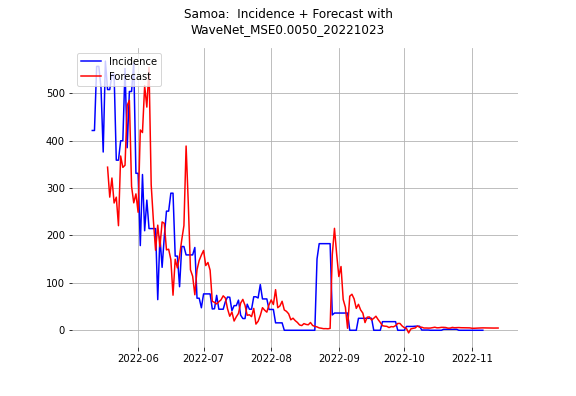 Samoa: Incidence + Forecast with
WaveNet_MSE0.0050_20221023
Incidence
Forecast
500
400
300
200
100
0
2022-06 2022-07 2022-08 2022-09 2022-10 2022-11